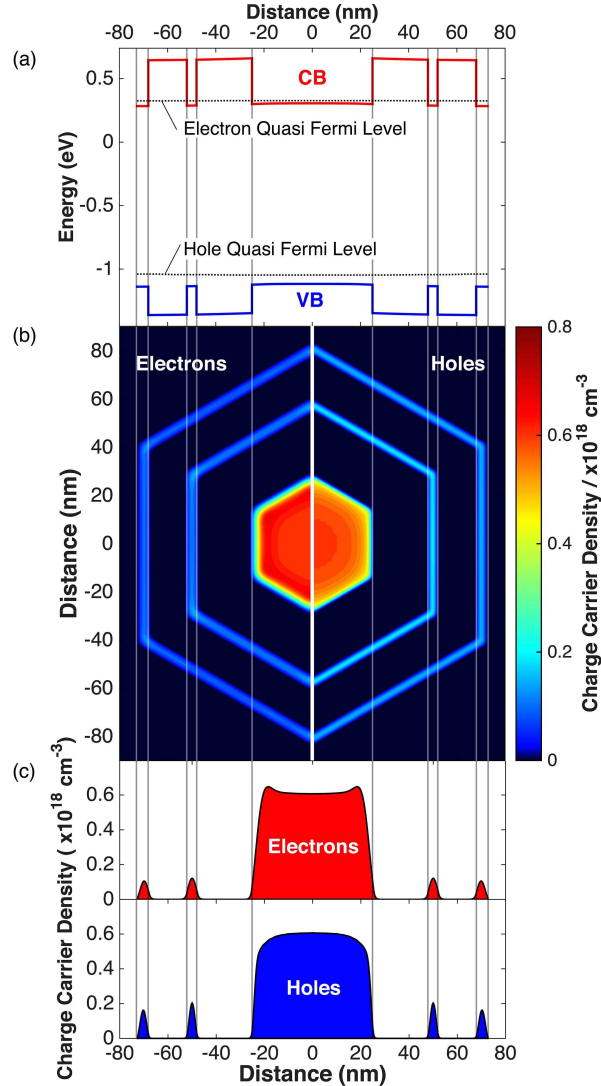 Distance (nm)
-80 -60 -40 -20 0 20 40 60 80
(a)
0.5
0
-0.5
-1
Energy (eV)
CB
Electron Quasi Fermi Level
Hole Quasi Fermi Level
VB
(b)
Electrons
Holes
80
60
40
20
0
-20
-40
-60
-80
Distance (nm)
0.8
0.6
0.4
0.2
0
Charge Carrier Density / x10^18 cm^-3
(c)
0.6
0.4
0.2
0
Electrons
0.6
0.4
0.2
0
Holes
Charge Carrier Density ( x10^18 cm^-3)
-80 -60 -40 -20 0 20 40 60 80
Distance (nm)